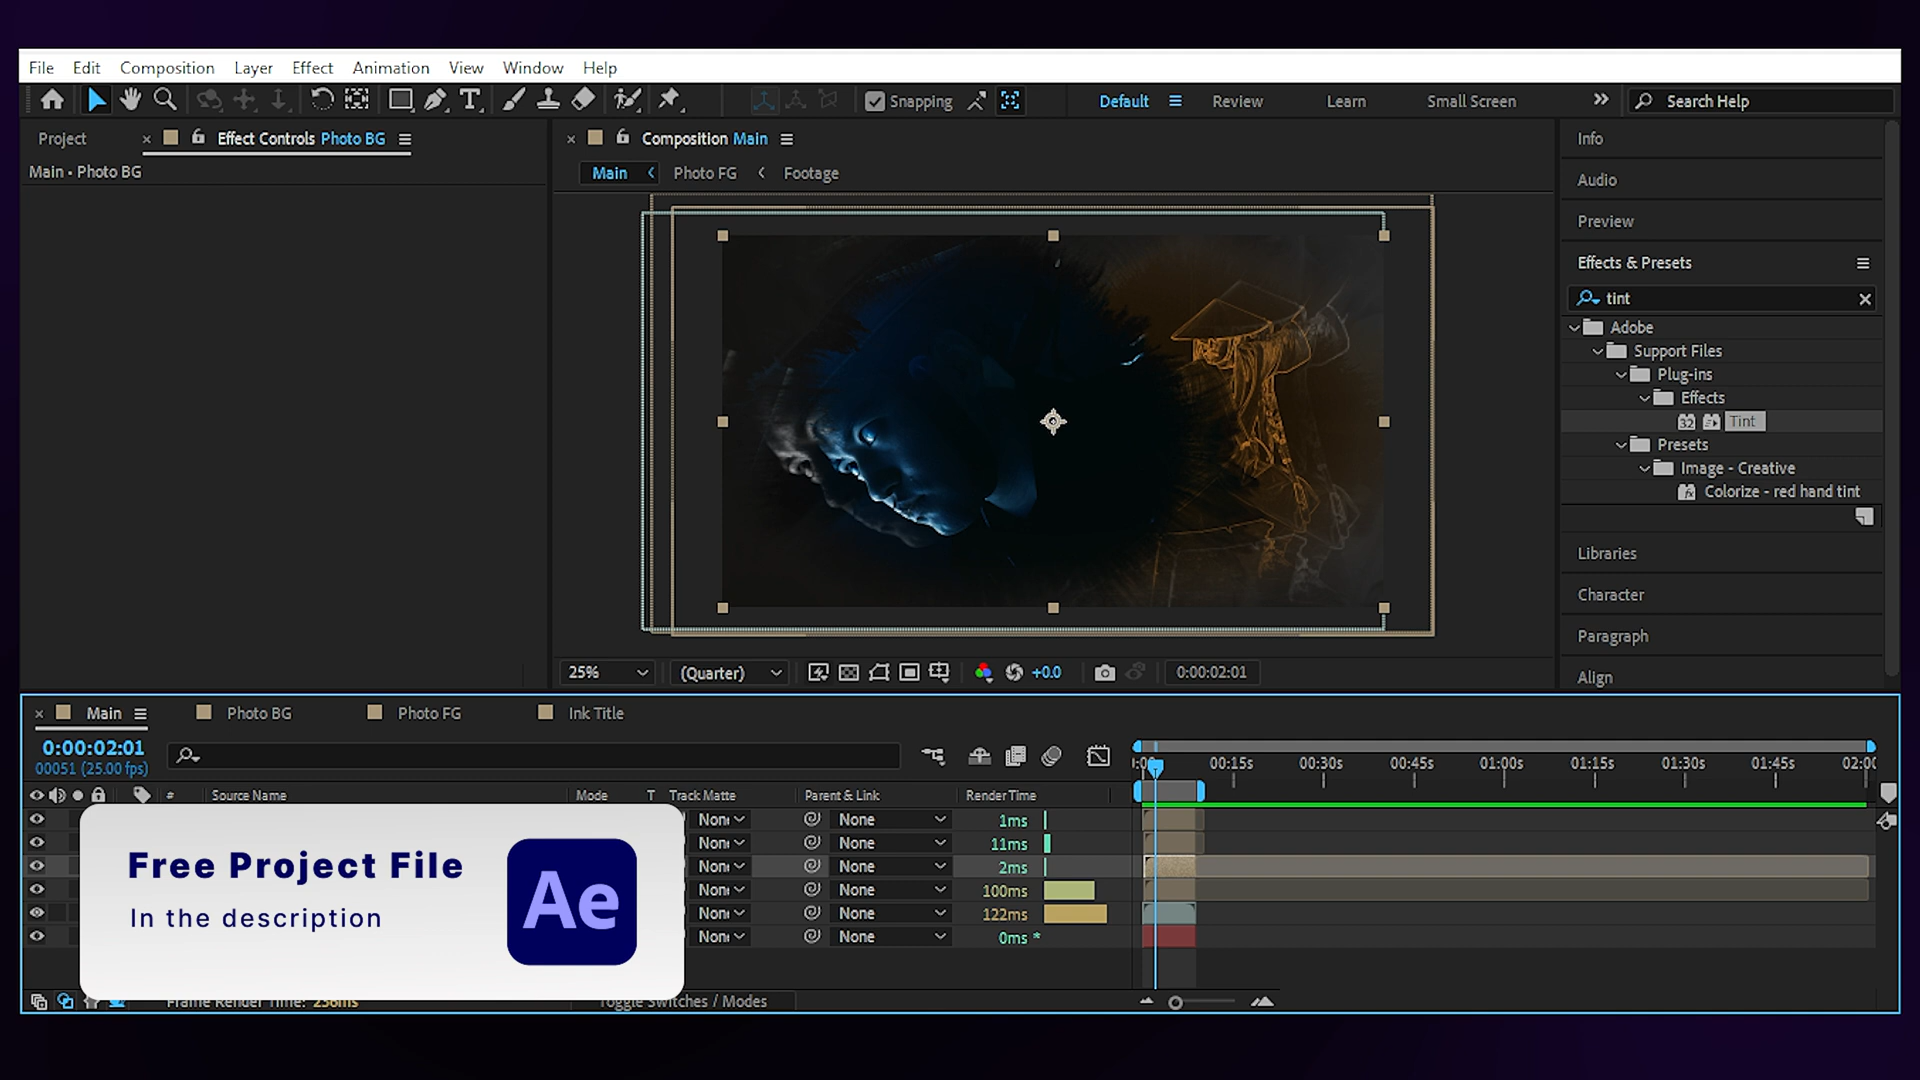 File Edit Composition Layer Effect Animation View Window Help
Snapping Default Review Learn Small Screen Search Help
Project Effect Controls Photo BG
Main • Photo BG
Composition Main
Main Photo FG Footage
Info
Audio
Preview
Effects & Presets
tint
Adobe
Support Files
Plug-ins
Effects
32 Tint
Presets
Image - Creative
Colorize - red hand tint
Libraries
Character
Paragraph
Align
25% (Quarter) +0.0 0:00:02:01
Main Photo BG Photo FG Ink Title
0:00:02:01
00051 (25.00 fps)
00:15s 00:30s 00:45s 01:00s 01:15s 01:30s 01:45s 02:00
# Source Name Mode T Track Matte Parent & Link Render Time
None 1ms
None 11ms
None 2ms
None 100ms
None 122ms
None 0ms *
Free Project File
In the description
Ae
Frame Render Time: 236ms
Toggle Switches / Modes